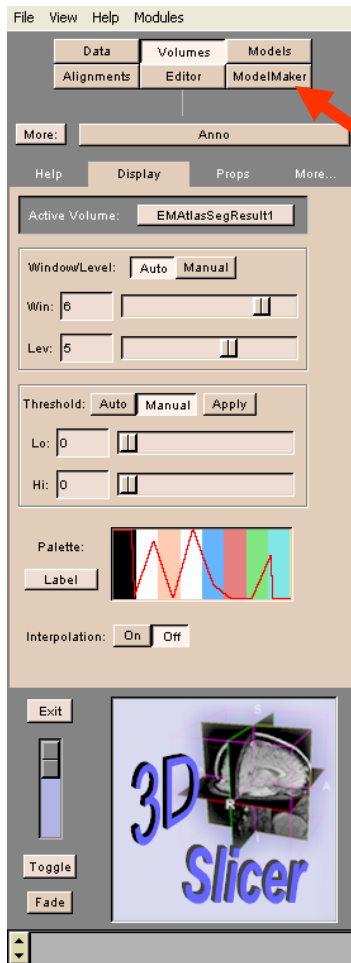 File View Help Modules
Data Volumes Models
Alignments Editor ModelMaker
More: Anno
Help Display Props More...
Active Volume: EMAtlasSegResult1
Window/Level: Auto Manual
Win: 6
Lev: 5
Threshold: Auto Manual Apply
Lo: 0
Hi: 0
Palette:
Label
Interpolation: On Off
Exit
S
A
R
I
3D
Slicer
Toggle
Fade